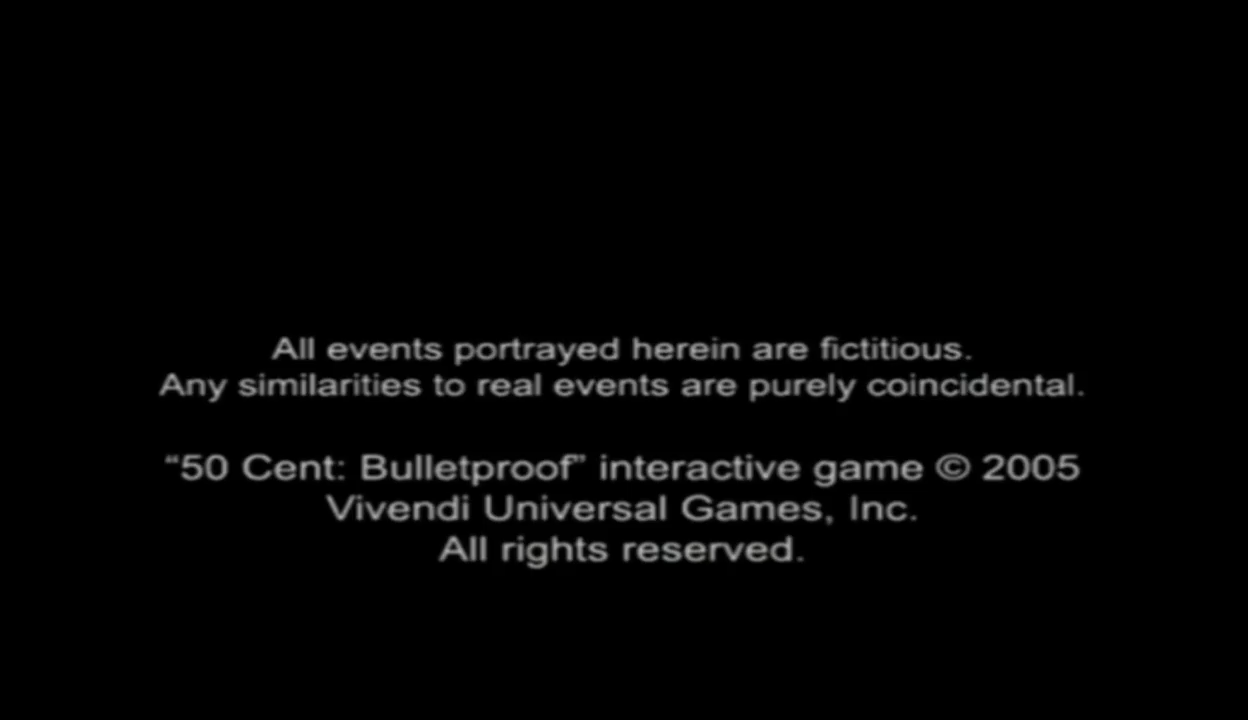 All events portrayed herein are fictitious.
Any similarities to real events are purely coincidental.
“50 Cent: Bulletproof” interactive game © 2005
Vivendi Universal Games, Inc.
All rights reserved.